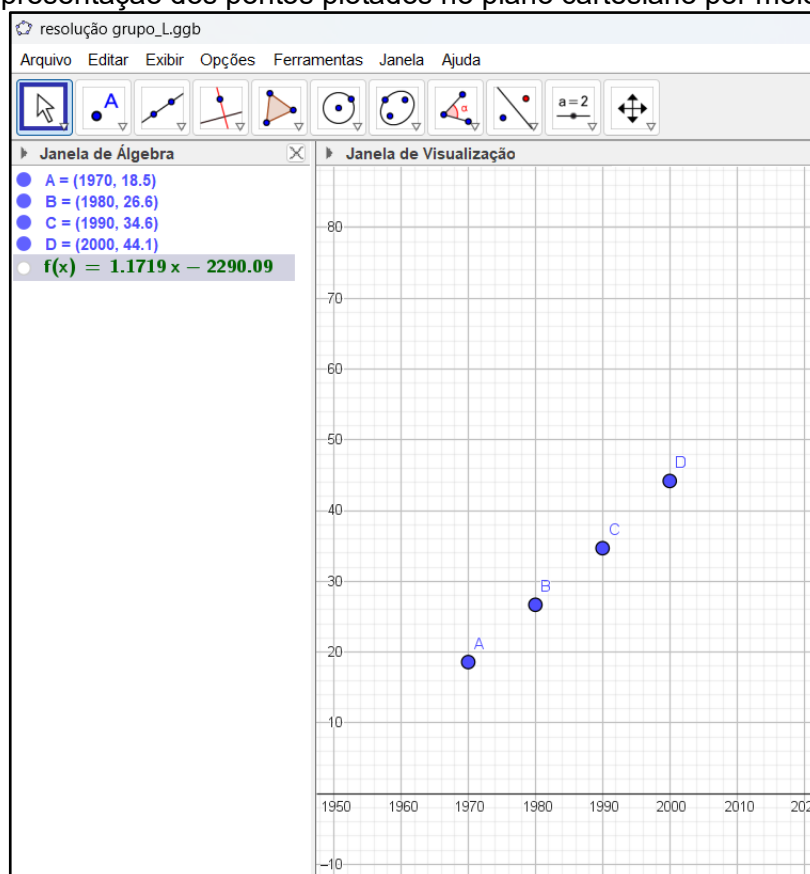 presentação dos pontos plotados no plano cartesiano por meio
resolução grupo_L.ggb
Arquivo Editar Exibir Opções Ferramentas Janela Ajuda
A
α
a=2
Janela de Álgebra
Janela de Visualização
A = (1970, 18.5)
B = (1980, 26.6)
C = (1990, 34.6)
D = (2000, 44.1)
f(x) = 1.1719 x − 2290.09
80
70
60
50
D
40
C
30
B
20
A
10
1950 1960 1970 1980 1990 2000 2010 202
−10